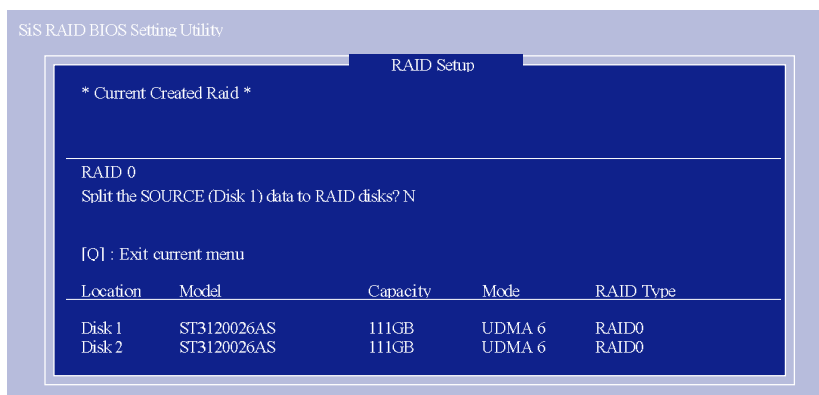 SiS RAID BIOS Setting Utility
RAID Setup
* Current Created Raid *
RAID 0
Split the SOURCE (Disk 1) data to RAID disks? N
[Q] : Exit current menu
Location Model Capacity Mode RAID Type
Disk 1 ST3120026AS 111GB UDMA 6 RAID0
Disk 2 ST3120026AS 111GB UDMA 6 RAID0